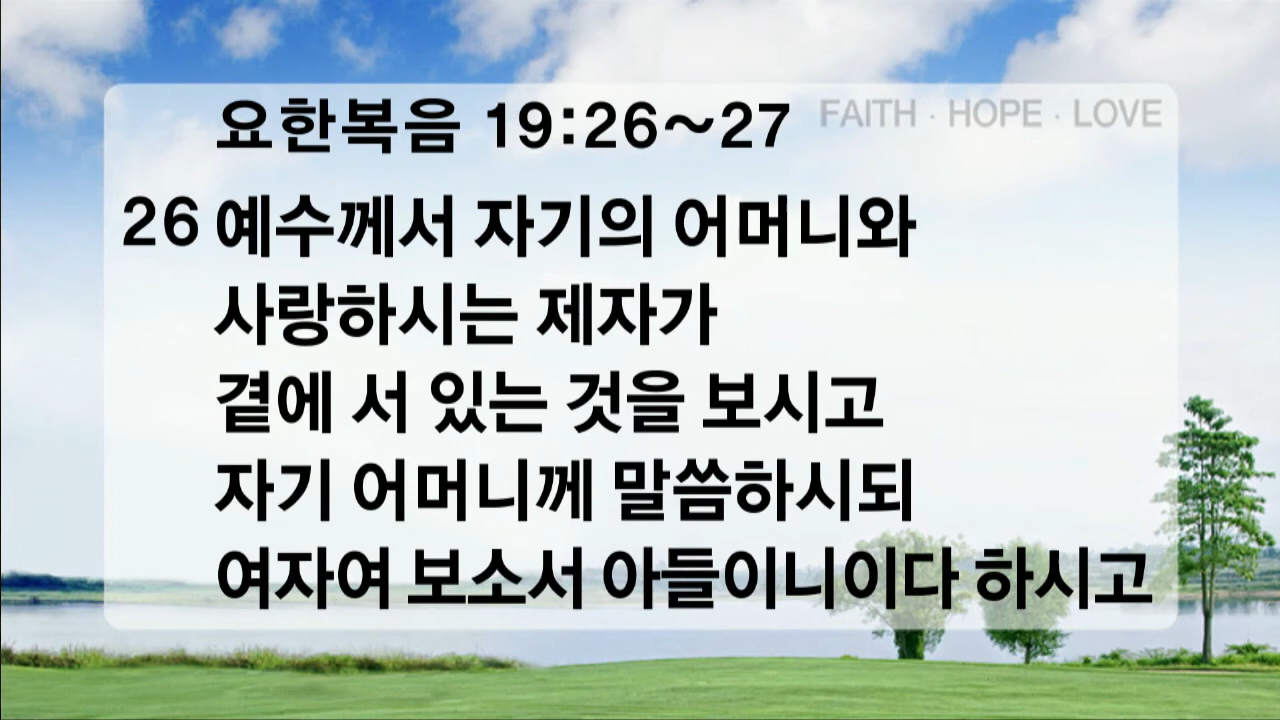 요한복음 19:26~27
FAITH · HOPE · LOVE
26 예수께서 자기의 어머니와
사랑하시는 제자가
곁에 서 있는 것을 보시고
자기 어머니께 말씀하시되
여자여 보소서 아들이니이다 하시고